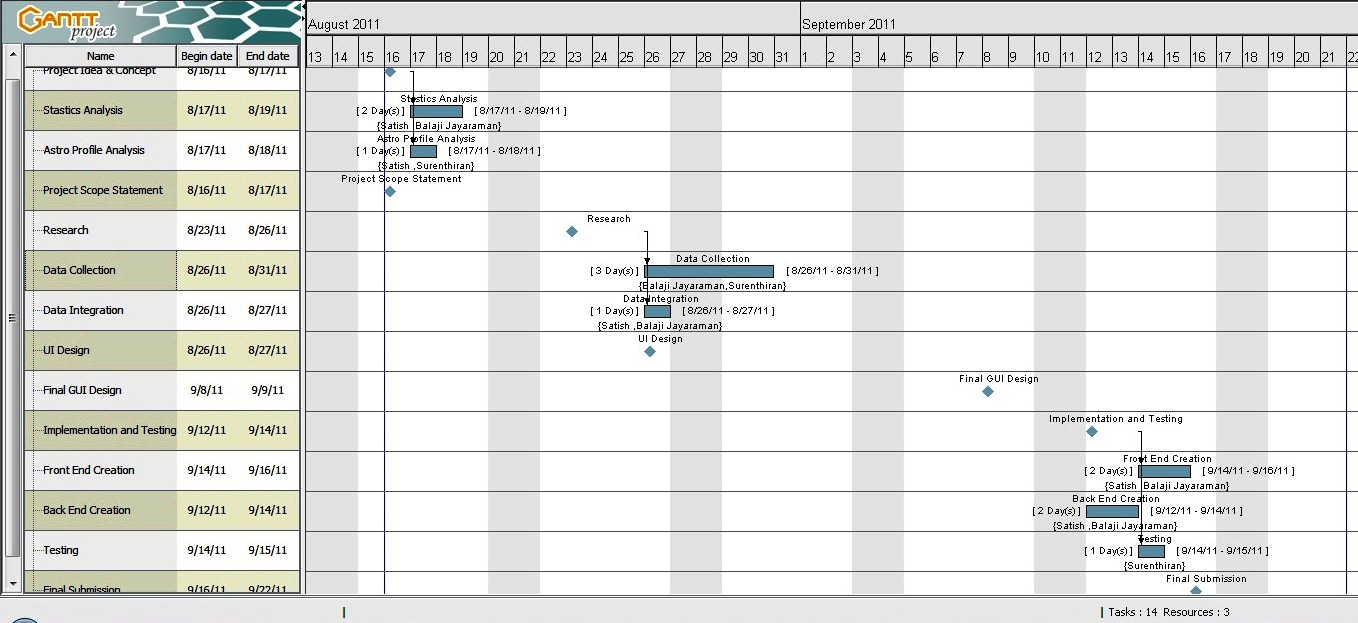 GANTT
project
August 2011 September 2011
Name Begin date End date 13 14 15 16 17 18 19 20 21 22 23 24 25 26 27 28 29 30 31 1 2 3 4 5 6 7 8 9 10 11 12 13 14 15 16 17 18 19 20 21 22
Project Idea & Concept 8/16/11 8/17/11
Stastics Analysis
Stastics Analysis 8/17/11 8/19/11 [ 2 Day(s) ] [ 8/17/11 - 8/19/11 ]
{Satish ,Balaji Jayaraman}
Astro Profile Analysis
Astro Profile Analysis 8/17/11 8/18/11 [ 1 Day(s) ] [ 8/17/11 - 8/18/11 ]
{Satish ,Surenthiran}
Project Scope Statement
Project Scope Statement 8/16/11 8/17/11
Research
Research 8/23/11 8/26/11
Data Collection
Data Collection 8/26/11 8/31/11 [ 3 Day(s) ] [ 8/26/11 - 8/31/11 ]
{Balaji Jayaraman,Surenthiran}
Data Integration
Data Integration 8/26/11 8/27/11 [ 1 Day(s) ] [ 8/26/11 - 8/27/11 ]
{Satish ,Balaji Jayaraman}
UI Design
UI Design 8/26/11 8/27/11
Final GUI Design
Final GUI Design 9/8/11 9/9/11
Implementation and Testing
Implementation and Testing 9/12/11 9/14/11
Front End Creation
Front End Creation 9/14/11 9/16/11 [ 2 Day(s) ] [ 9/14/11 - 9/16/11 ]
{Satish ,Balaji Jayaraman}
Back End Creation
Back End Creation 9/12/11 9/14/11 [ 2 Day(s) ] [ 9/12/11 - 9/14/11 ]
{Satish ,Balaji Jayaraman}
Testing
Testing 9/14/11 9/15/11 [ 1 Day(s) ] [ 9/14/11 - 9/15/11 ]
{Surenthiran}
Final Submission
Final Submission 9/16/11 9/22/11
Tasks : 14 Resources : 3